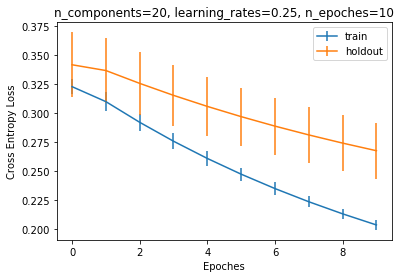 n_components=20, learning_rates=0.25, n_epoches=10
train
holdout
Cross Entropy Loss
0.375
0.350
0.325
0.300
0.275
0.250
0.225
0.200
0
2
4
6
8
Epoches